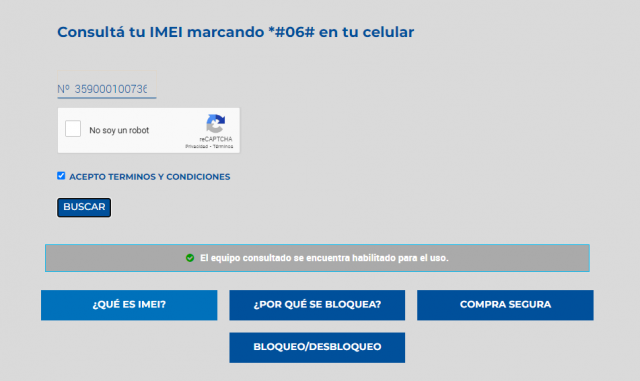 Consultá tu IMEI marcando *#06# en tu celular
Nº 35900010073
No soy un robot
reCAPTCHA
Privacidad - Términos
ACEPTO TERMINOS Y CONDICIONES
BUSCAR
El equipo consultado se encuentra habilitado para el uso.
¿QUÉ ES IMEI?
¿POR QUÉ SE BLOQUEA?
COMPRA SEGURA
BLOQUEO/DESBLOQUEO